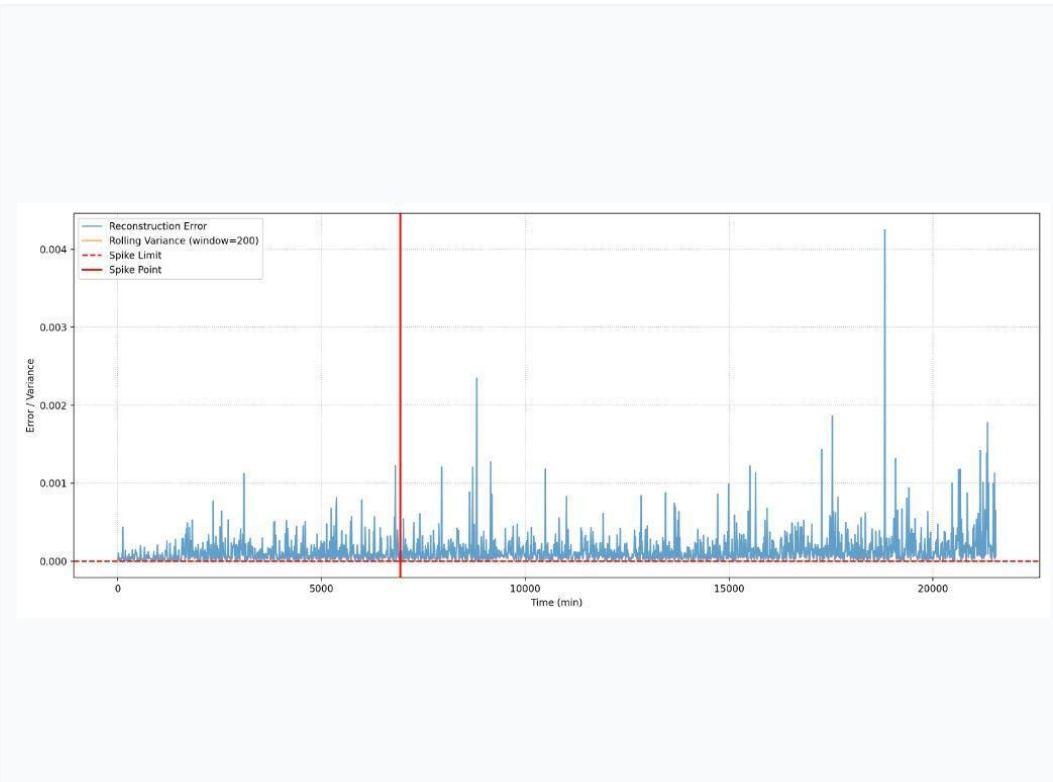 Reconstruction Error
Rolling Variance (window=200)
Spike Limit
Spike Point
0.004
0.003
0.002
0.001
0.000
Error / Variance
0
5000
10000
15000
20000
Time (min)